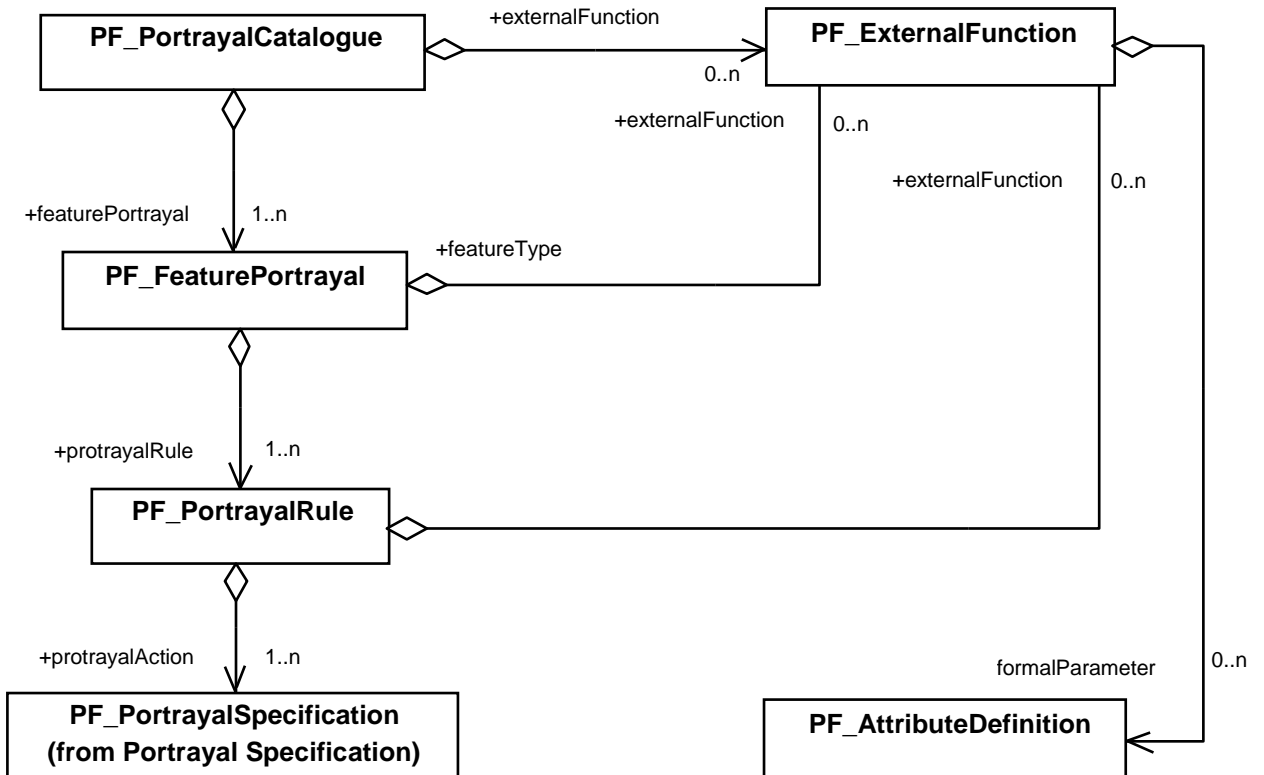 PF_PortrayalCatalogue
+externalFunction
0..n
PF_ExternalFunction
+externalFunction
0..n
+externalFunction
0..n
+featurePortrayal
1..n
PF_FeaturePortrayal
+featureType
+protrayalRule
1..n
PF_PortrayalRule
+protrayalAction
1..n
formalParameter
0..n
PF_PortrayalSpecification
(from Portrayal Specification)
PF_AttributeDefinition